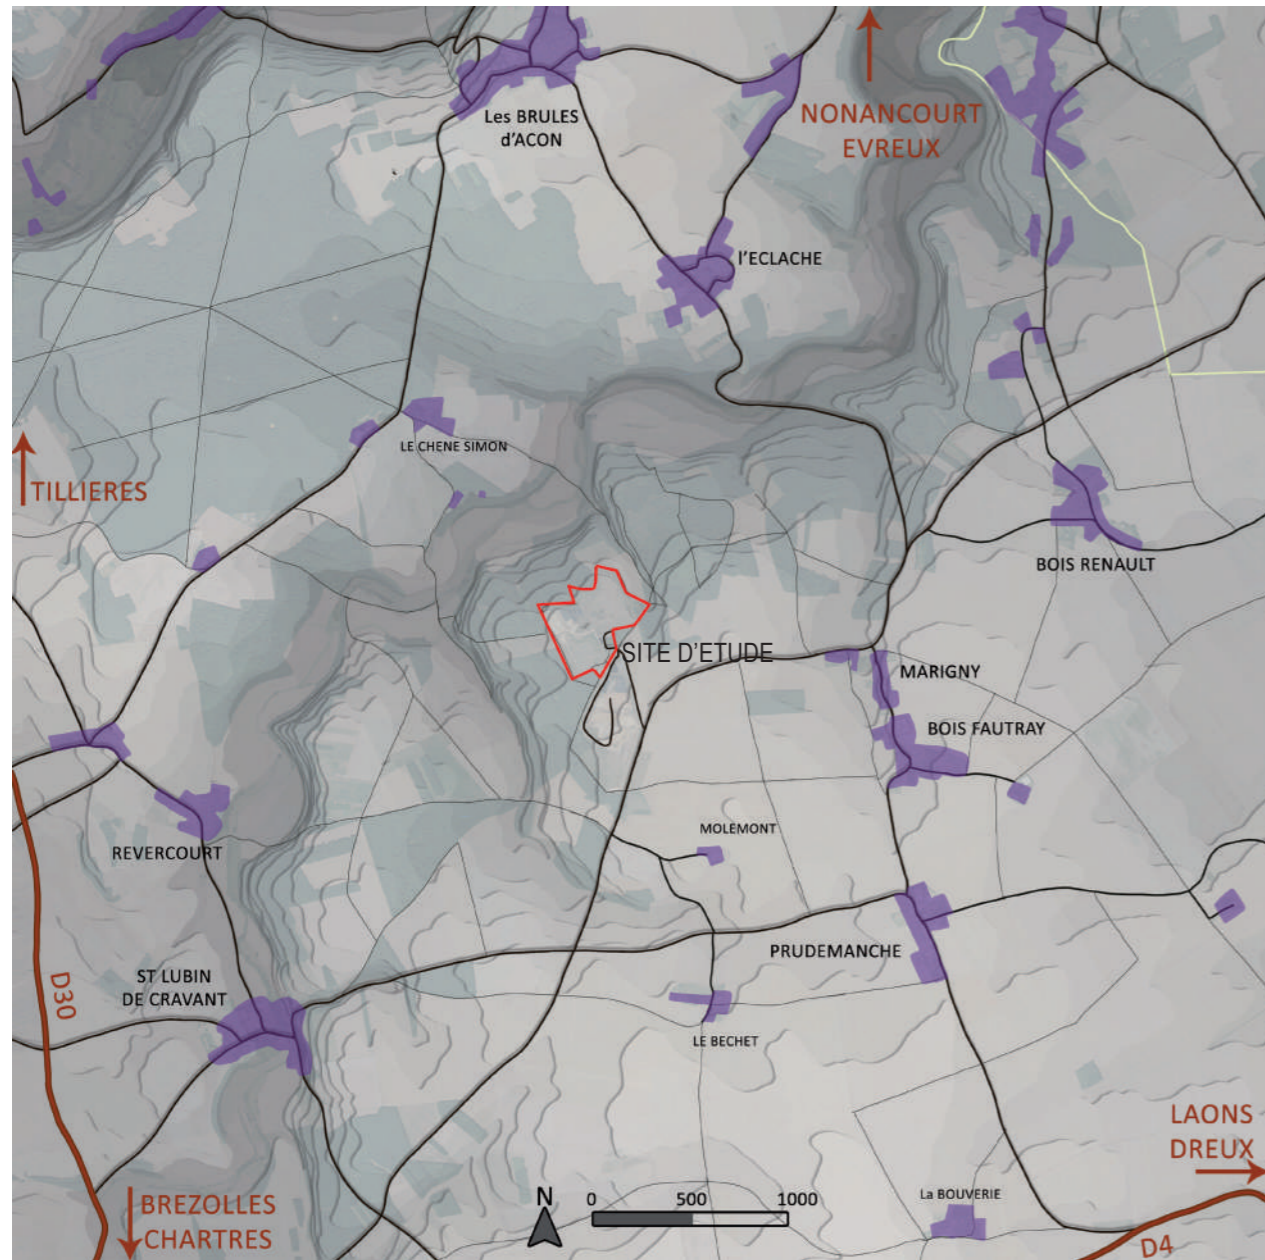 Les BRULES
d'ACON
NONANCOURT
EVREUX
l'ECLACHE
LE CHENE SIMON
TILLIERES
BOIS RENAULT
SITE D'ETUDE
MARIGNY
BOIS FAUTRAY
MOLEMONT
REVERCOURT
PRUDEMANCHE
ST LUBIN
DE CRAVANT
D30
LE BECHET
LAONS
DREUX
BREZOLLES
CHARTRES
N
0 500 1000
La BOUVERIE
D4